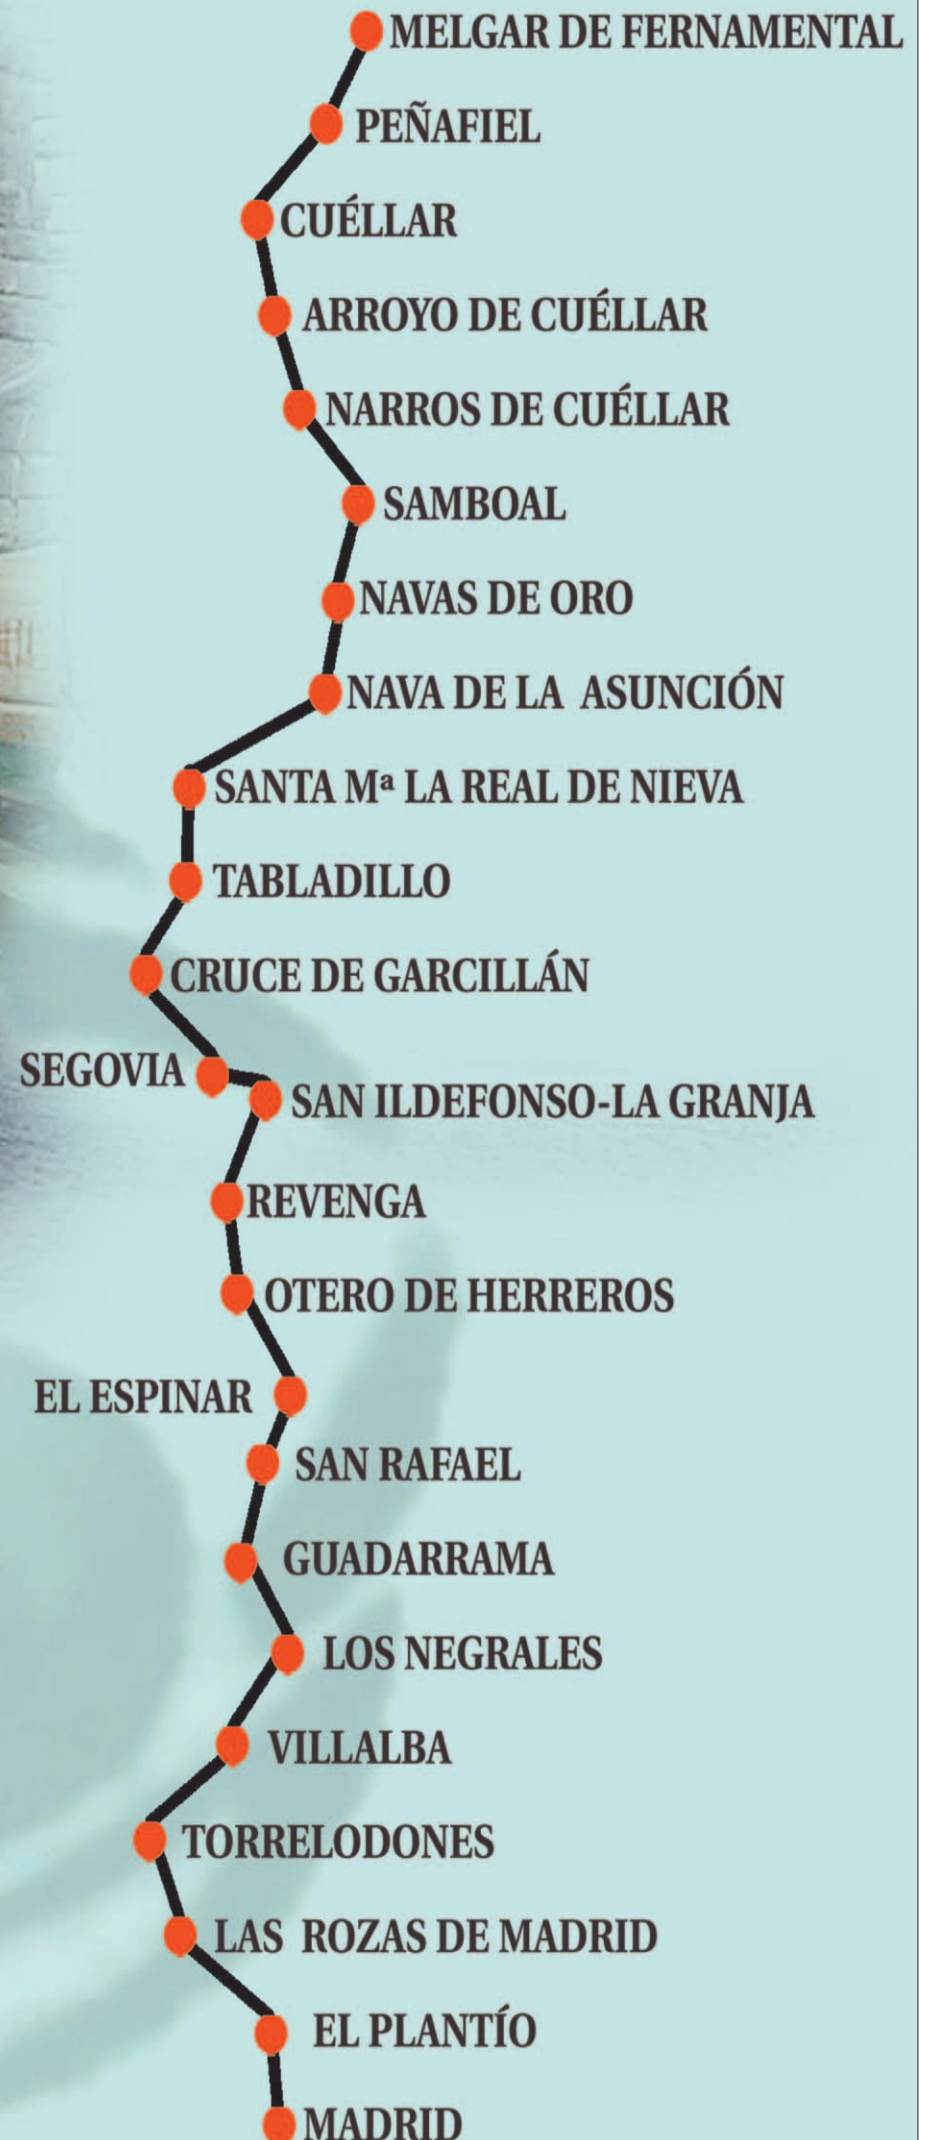 MELGAR DE FERNAMENTAL
PEÑAFIEL
CUÉLLAR
ARROYO DE CUÉLLAR
NARROS DE CUÉLLAR
SAMBOAL
NAVAS DE ORO
NAVA DE LA ASUNCIÓN
SANTA Mª LA REAL DE NIEVA
TABLADILLO
CRUCE DE GARCILLÁN
SEGOVIA
SAN ILDEFONSO-LA GRANJA
REVENGA
OTERO DE HERREROS
EL ESPINAR
SAN RAFAEL
GUADARRAMA
LOS NEGRALES
VILLALBA
TORRELODONES
LAS ROZAS DE MADRID
EL PLANTÍO
MADRID